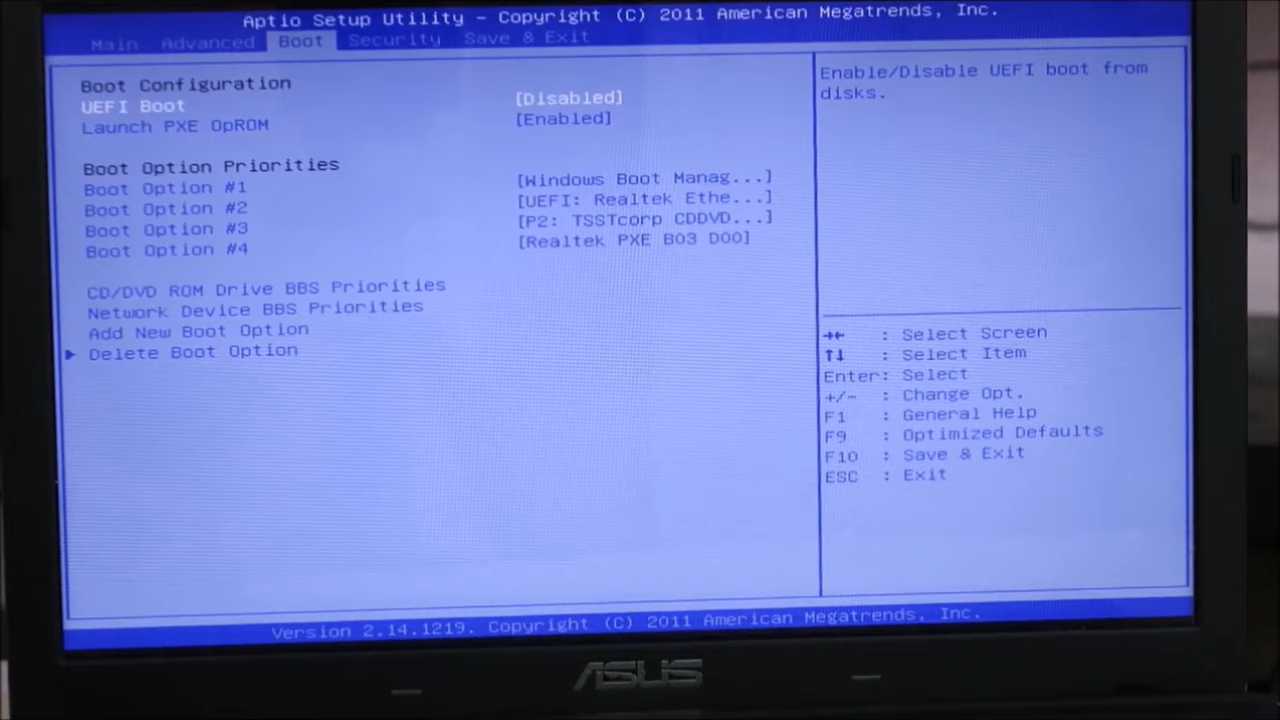 Aptio Setup Utility - Copyright (C) 2011 American Megatrends, Inc.
Main Advanced Boot Security Save & Exit
Boot Configuration
UEFI Boot [Disabled]
Launch PXE OpROM [Enabled]
Boot Option Priorities
Boot Option #1 [Windows Boot Manag...]
Boot Option #2 [UEFI: Realtek Ethe...]
Boot Option #3 [P2: TSSTcorp CDDVD...]
Boot Option #4 [Realtek PXE B03 D00]
CD/DVD ROM Drive BBS Priorities
Network Device BBS Priorities
Add New Boot Option
Delete Boot Option
Enable/Disable UEFI boot from
disks.
→← : Select Screen
↑↓ : Select Item
Enter: Select
+/- : Change Opt.
F1 : General Help
F9 : Optimized Defaults
F10 : Save & Exit
ESC : Exit
Version 2.14.1219. Copyright (C) 2011 American Megatrends, Inc.
ASUS